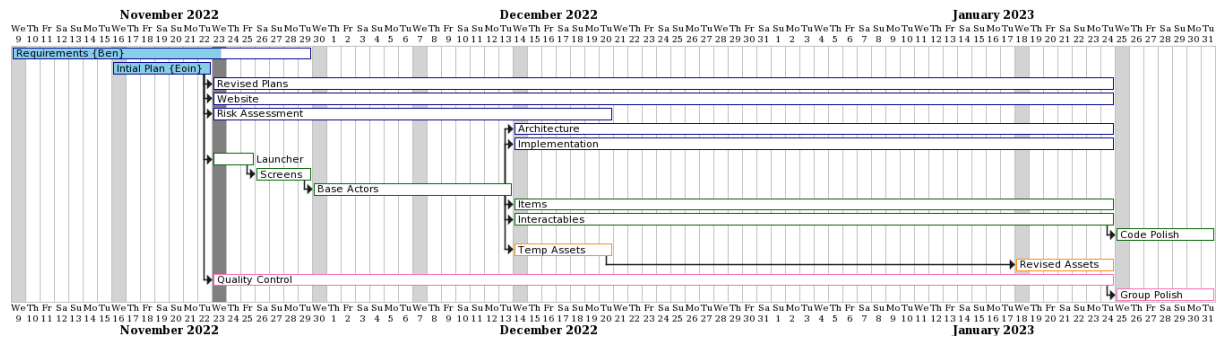 November 2022 December 2022 January 2023
We Th Fr Sa Su Mo Tu We Th Fr Sa Su Mo Tu We Th Fr Sa Su Mo Tu We Th Fr Sa Su Mo Tu We Th Fr Sa Su Mo Tu We Th Fr Sa Su Mo Tu We Th Fr Sa Su Mo Tu We Th Fr Sa Su Mo Tu We Th Fr Sa Su Mo Tu We Th Fr Sa Su Mo Tu We Th Fr Sa Su Mo Tu We Th Fr Sa Su Mo Tu
9 10 11 12 13 14 15 16 17 18 19 20 21 22 23 24 25 26 27 28 29 30 1 2 3 4 5 6 7 8 9 10 11 12 13 14 15 16 17 18 19 20 21 22 23 24 25 26 27 28 29 30 31 1 2 3 4 5 6 7 8 9 10 11 12 13 14 15 16 17 18 19 20 21 22 23 24 25 26 27 28 29 30 31
Requirements {Ben}
Intial Plan {Eoin}
Revised Plans
Website
Risk Assessment
Architecture
Implementation
Launcher
Screens
Base Actors
Items
Interactables
Code Polish
Temp Assets
Revised Assets
Quality Control
Group Polish
We Th Fr Sa Su Mo Tu We Th Fr Sa Su Mo Tu We Th Fr Sa Su Mo Tu We Th Fr Sa Su Mo Tu We Th Fr Sa Su Mo Tu We Th Fr Sa Su Mo Tu We Th Fr Sa Su Mo Tu We Th Fr Sa Su Mo Tu We Th Fr Sa Su Mo Tu We Th Fr Sa Su Mo Tu We Th Fr Sa Su Mo Tu We Th Fr Sa Su Mo Tu
9 10 11 12 13 14 15 16 17 18 19 20 21 22 23 24 25 26 27 28 29 30 1 2 3 4 5 6 7 8 9 10 11 12 13 14 15 16 17 18 19 20 21 22 23 24 25 26 27 28 29 30 31 1 2 3 4 5 6 7 8 9 10 11 12 13 14 15 16 17 18 19 20 21 22 23 24 25 26 27 28 29 30 31
November 2022 December 2022 January 2023